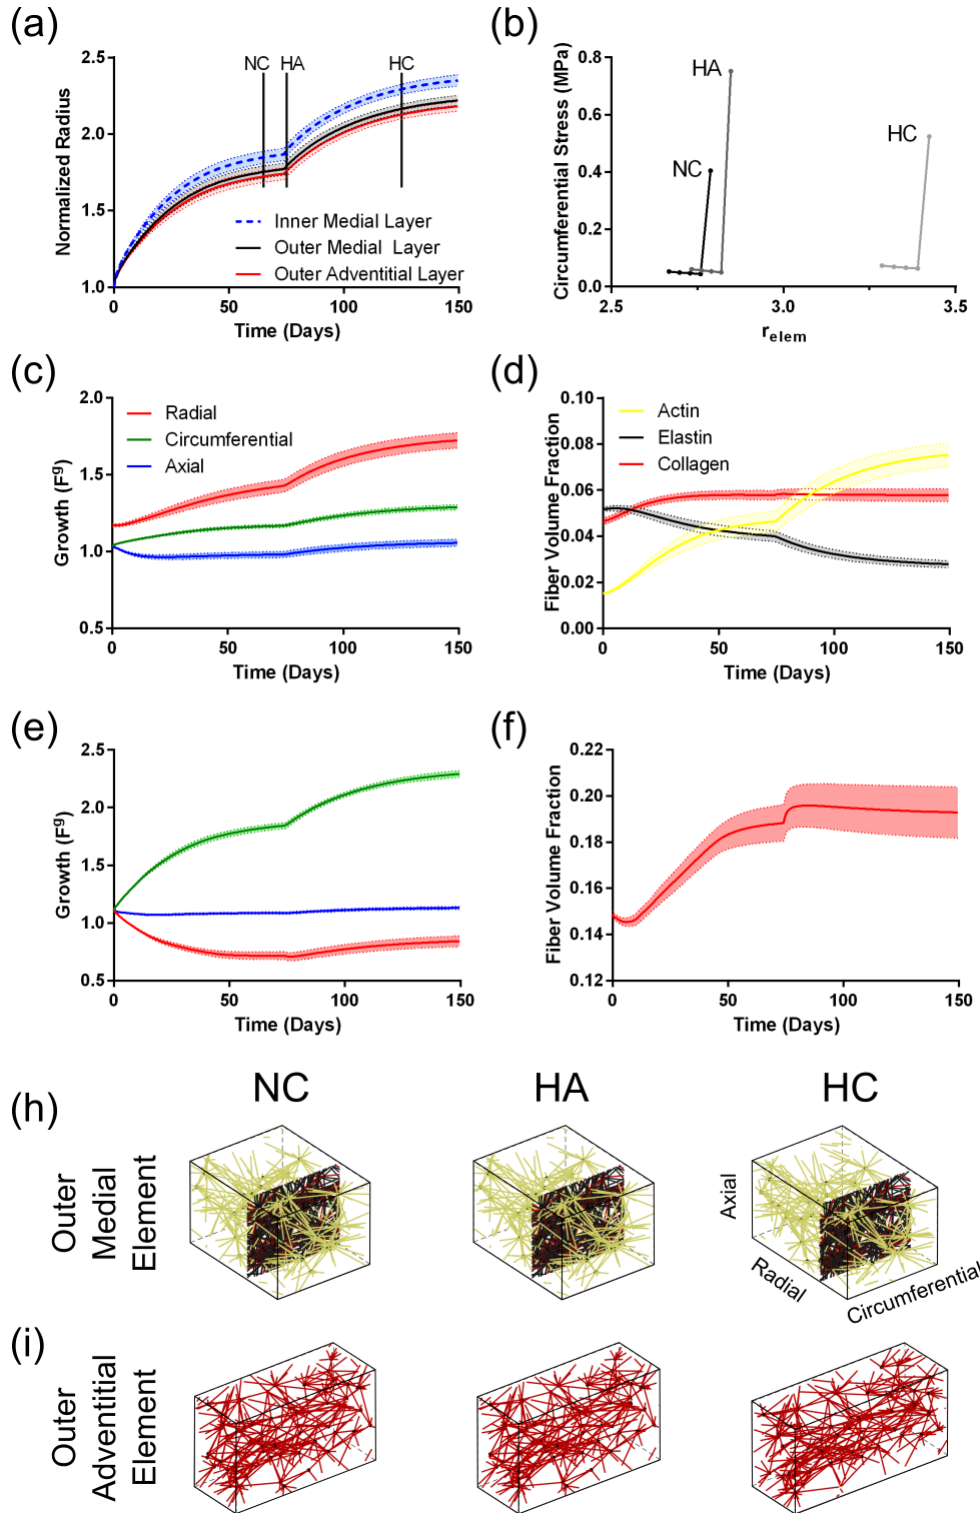 (a)
Normalized Radius
2.5
2.0
1.5
1.0
NC
HA
HC
Inner Medial Layer
Outer Medial Layer
Outer Adventitial Layer
0
50
100
150
Time (Days)
(b)
Circumferential Stress (MPa)
0.8
0.6
0.4
0.2
0.0
HA
NC
HC
2.5
3.0
3.5
r_elem
(c)
Growth (F^g)
2.0
1.5
1.0
0.5
Radial
Circumferential
Axial
0
50
100
150
Time (Days)
(d)
Fiber Volume Fraction
0.10
0.08
0.06
0.04
0.02
0.00
Actin
Elastin
Collagen
0
50
100
150
Time (Days)
(e)
Growth (F^g)
2.5
2.0
1.5
1.0
0.5
0
50
100
150
Time (Days)
(f)
Fiber Volume Fraction
0.22
0.20
0.18
0.16
0.14
0.12
0
50
100
150
Time (Days)
NC
HA
HC
(h)
Outer
Medial
Element
Axial
Radial
Circumferential
(i)
Outer
Adventitial
Element